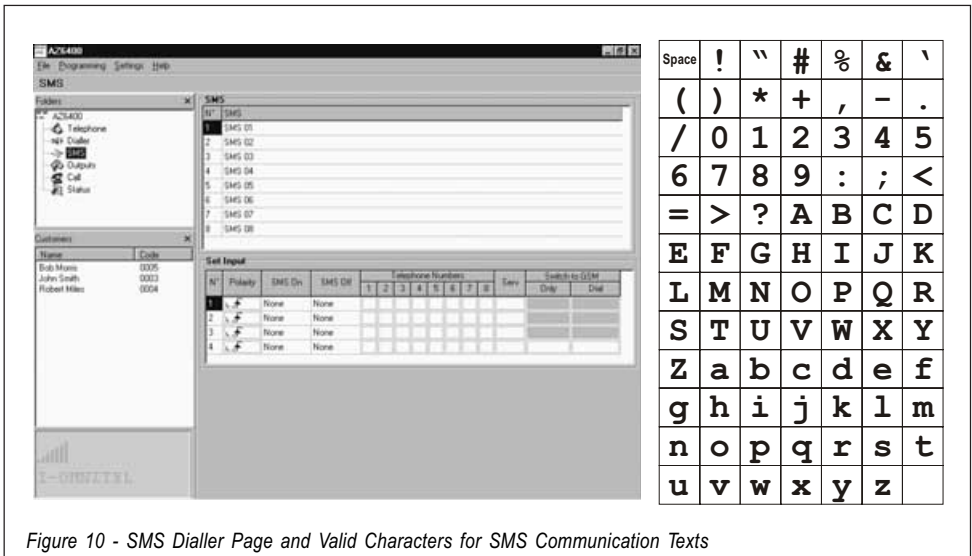 AZS400
File Programming Settings Help
SMS
Folders
AZS400
Telephone
Dialler
SMS
Outputs
Call
Status
Customers
Name Code
Bob Morris 0005
John Smith 0003
Robert Miles 0004
I-OMNITEL
SMS
N° SMS
1 SMS 01
2 SMS 02
3 SMS 03
4 SMS 04
5 SMS 05
6 SMS 06
7 SMS 07
8 SMS 08
Set Input
N° Polarity SMS On SMS Off Telephone Numbers Serv Switch to GSM
1 2 3 4 5 6 7 8 Only Dial
1 None None
2 None None
3 None None
4 None None
Space ! “ # % & ‘
( ) * + , – .
/ 0 1 2 3 4 5
6 7 8 9 : ; <
= > ? A B C D
E F G H I J K
L M N O P Q R
S T U V W X Y
Z a b c d e f
g h i j k l m
n o p q r s t
u v w x y z
Figure 10 - SMS Dialler Page and Valid Characters for SMS Communication Texts